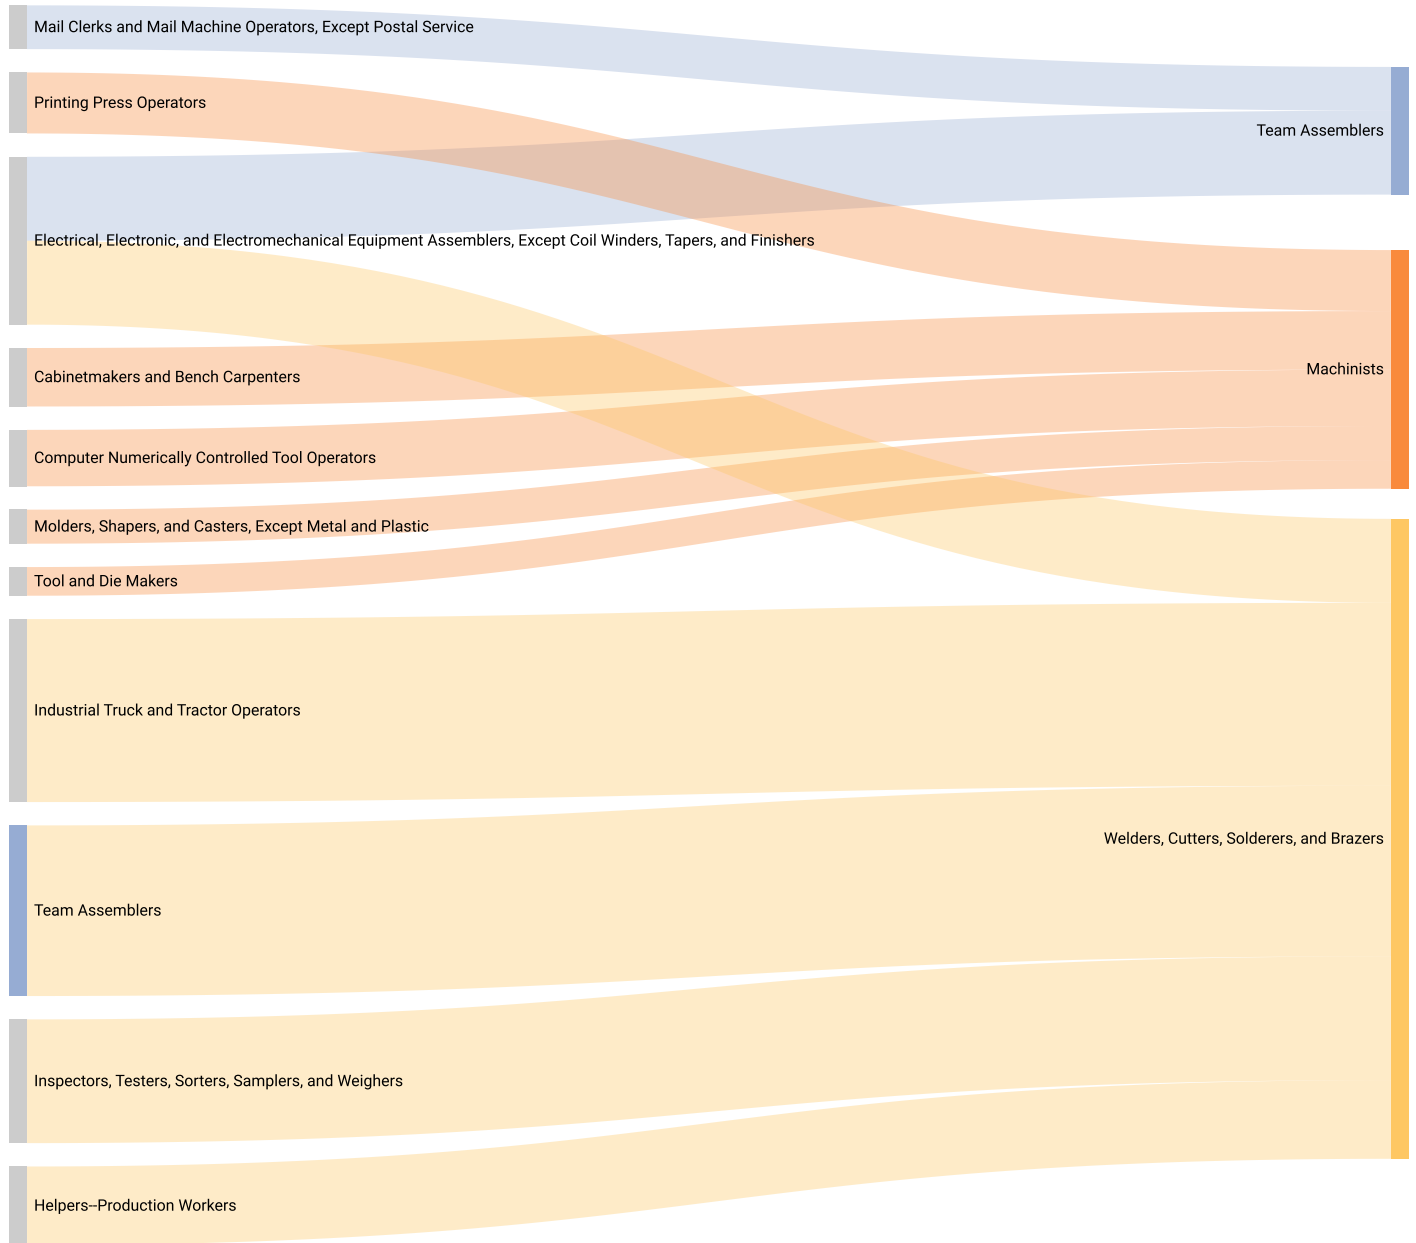 Mail Clerks and Mail Machine Operators, Except Postal Service
Printing Press Operators
Team Assemblers
Electrical, Electronic, and Electromechanical Equipment Assemblers, Except Coil Winders, Tapers, and Finishers
Machinists
Cabinetmakers and Bench Carpenters
Computer Numerically Controlled Tool Operators
Molders, Shapers, and Casters, Except Metal and Plastic
Tool and Die Makers
Industrial Truck and Tractor Operators
Welders, Cutters, Solderers, and Brazers
Team Assemblers
Inspectors, Testers, Sorters, Samplers, and Weighers
Helpers--Production Workers